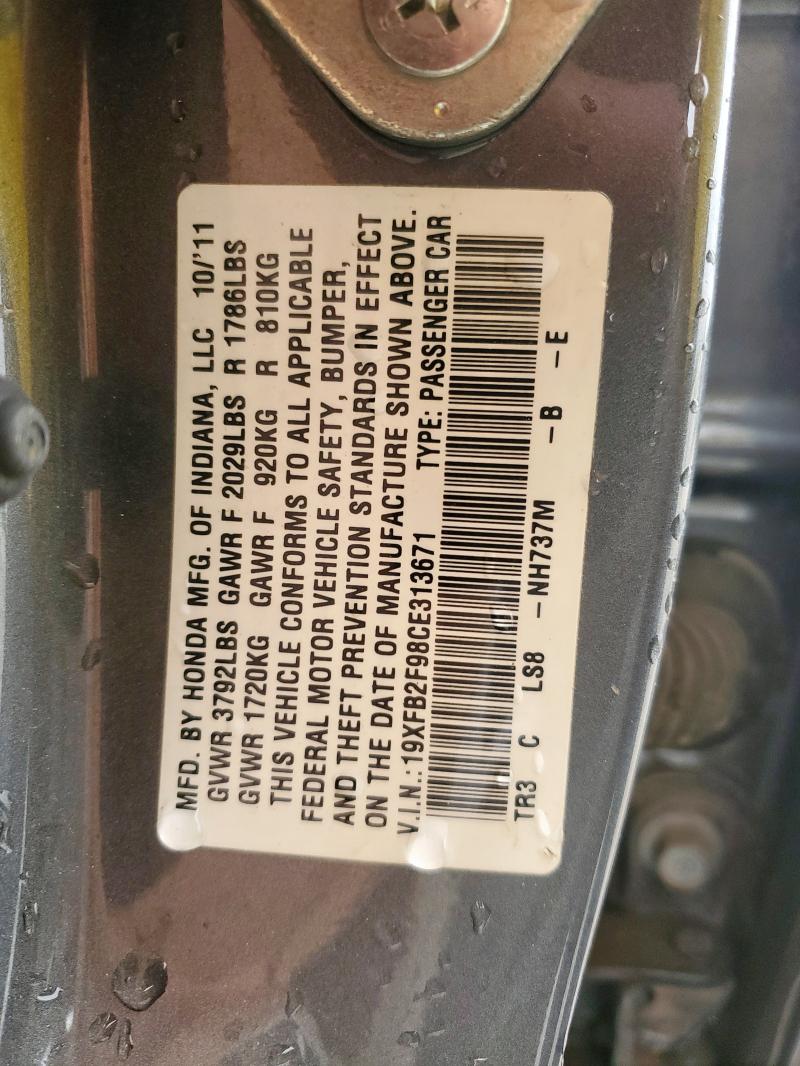 MFD. BY HONDA MFG. OF INDIANA, LLC 10/'11
GVWR 3792LBS GAWR F 2029LBS R 1786LBS
GVWR 1720KG GAWR F 920KG R 810KG
THIS VEHICLE CONFORMS TO ALL APPLICABLE
FEDERAL MOTOR VEHICLE SAFETY, BUMPER,
AND THEFT PREVENTION STANDARDS IN EFFECT
ON THE DATE OF MANUFACTURE SHOWN ABOVE.
V.I.N.:19XFB2F98CE313671 TYPE: PASSENGER CAR
TR3 C LS8 -NH737M -B -E